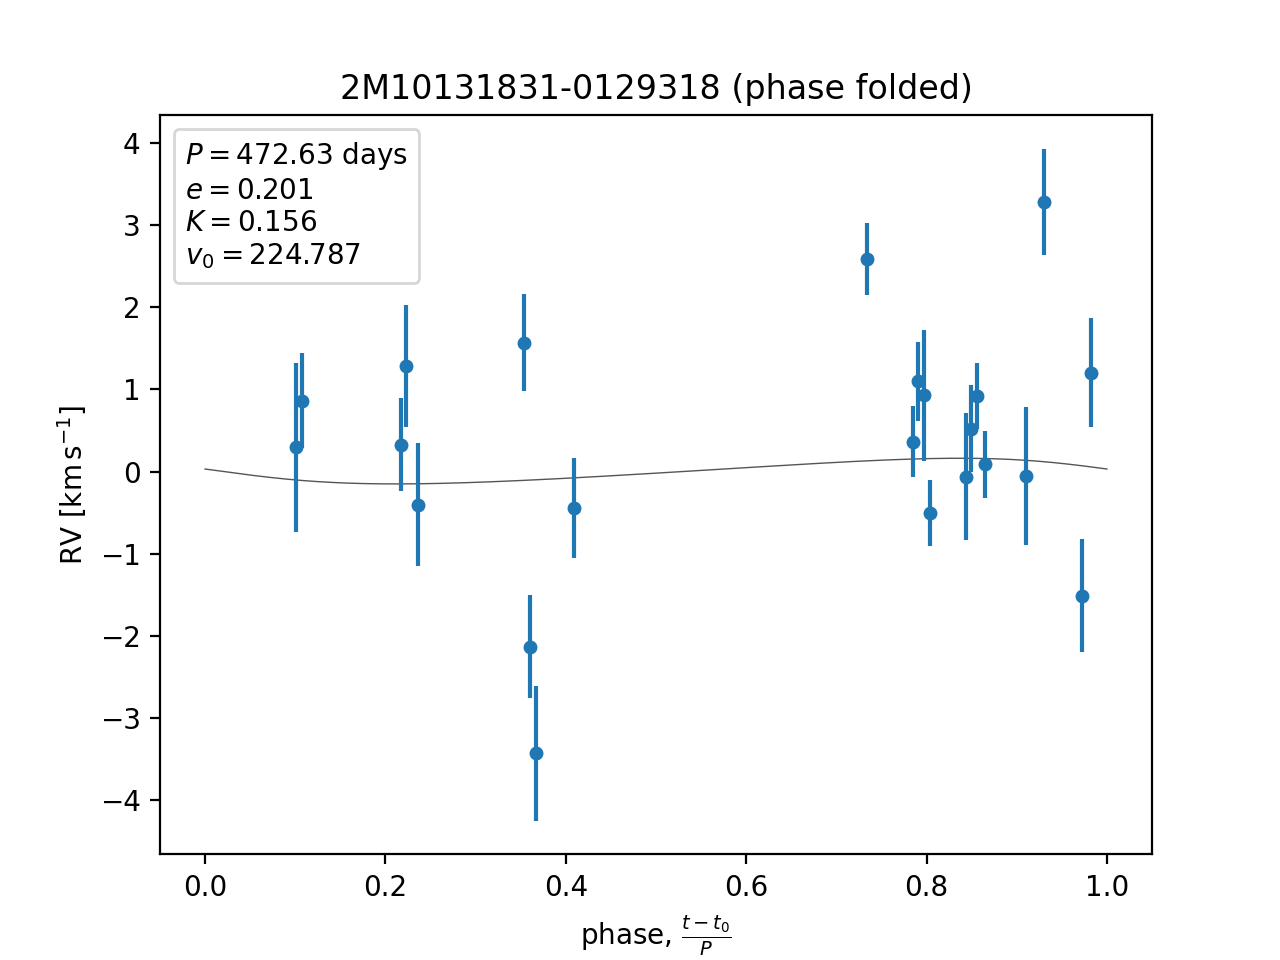 2M10131831-0129318 (phase folded)
P = 472.63 days
e = 0.201
K = 0.156
v₀ = 224.787
RV [km s⁻¹]
4
3
2
1
0
−1
−2
−3
−4
0.0 0.2 0.4 0.6 0.8 1.0
phase, (t − t₀)/P